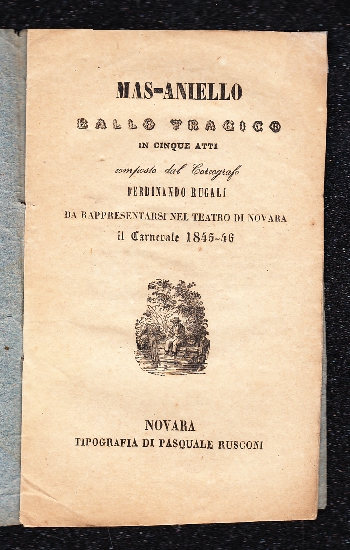 MAS-ANIELLO
BALLO TRAGICO
IN CINQUE ATTI
composto dal Coreografo
FERDINANDO RUGALI
DA RAPPRESENTARSI NEL TEATRO DI NOVARA
il Carnevale 1845-46
NOVARA
TIPOGRAFIA DI PASQUALE RUSCONI